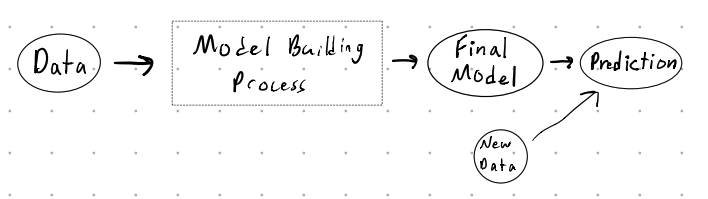 Data
Model Building
Process
Final
Model
Prediction
New
Data